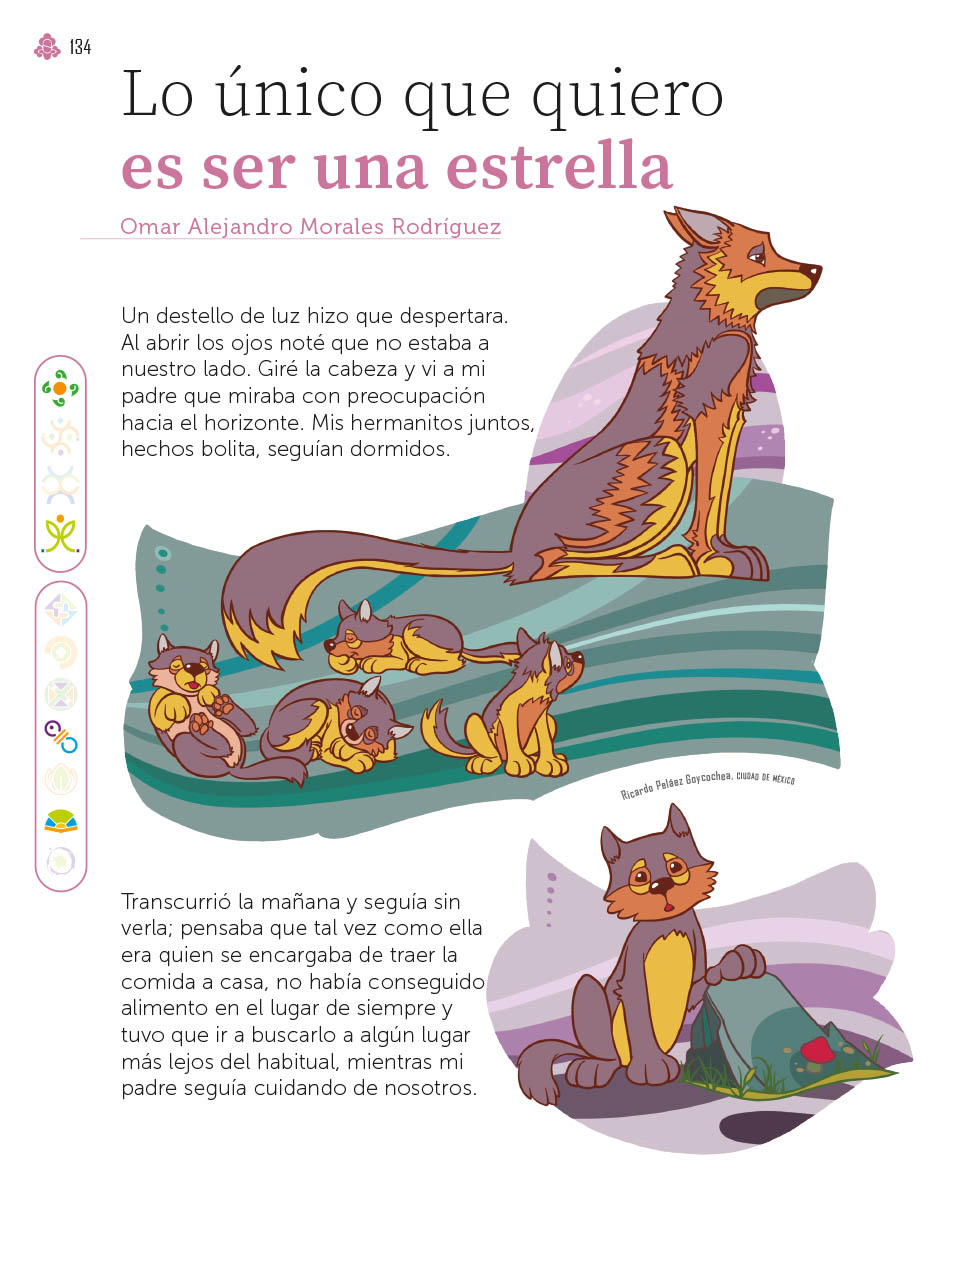 134
Lo único que quiero
es ser una estrella
Omar Alejandro Morales Rodríguez
Un destello de luz hizo que despertara.
Al abrir los ojos noté que no estaba a
nuestro lado. Giré la cabeza y vi a mi
padre que miraba con preocupación
hacia el horizonte. Mis hermanitos juntos,
hechos bolita, seguían dormidos.
Ricardo Peláez Goycochea, CIUDAD DE MÉXICO
Transcurrió la mañana y seguía sin
verla; pensaba que tal vez como ella
era quien se encargaba de traer la
comida a casa, no había conseguido
alimento en el lugar de siempre y
tuvo que ir a buscarlo a algún lugar
más lejos del habitual, mientras mi
padre seguía cuidando de nosotros.